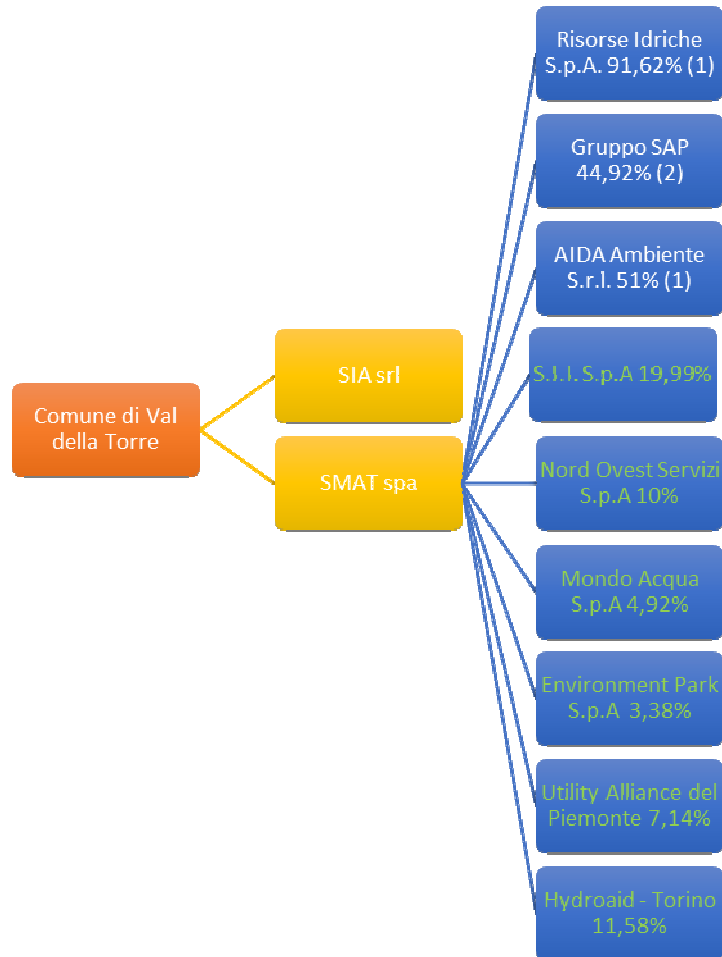 Risorse Idriche
S.p.A. 91,62% (1)
Gruppo SAP
44,92% (2)
AIDA Ambiente
S.r.l. 51% (1)
SIA srl
S.I.I. S.p.A 19,99%
Comune di Val
della Torre
SMAT spa
Nord Ovest Servizi
S.p.A 10%
Mondo Acqua
S.p.A 4,92%
Environment Park
S.p.A 3,38%
Utility Alliance del
Piemonte 7,14%
Hydroaid - Torino
11,58%